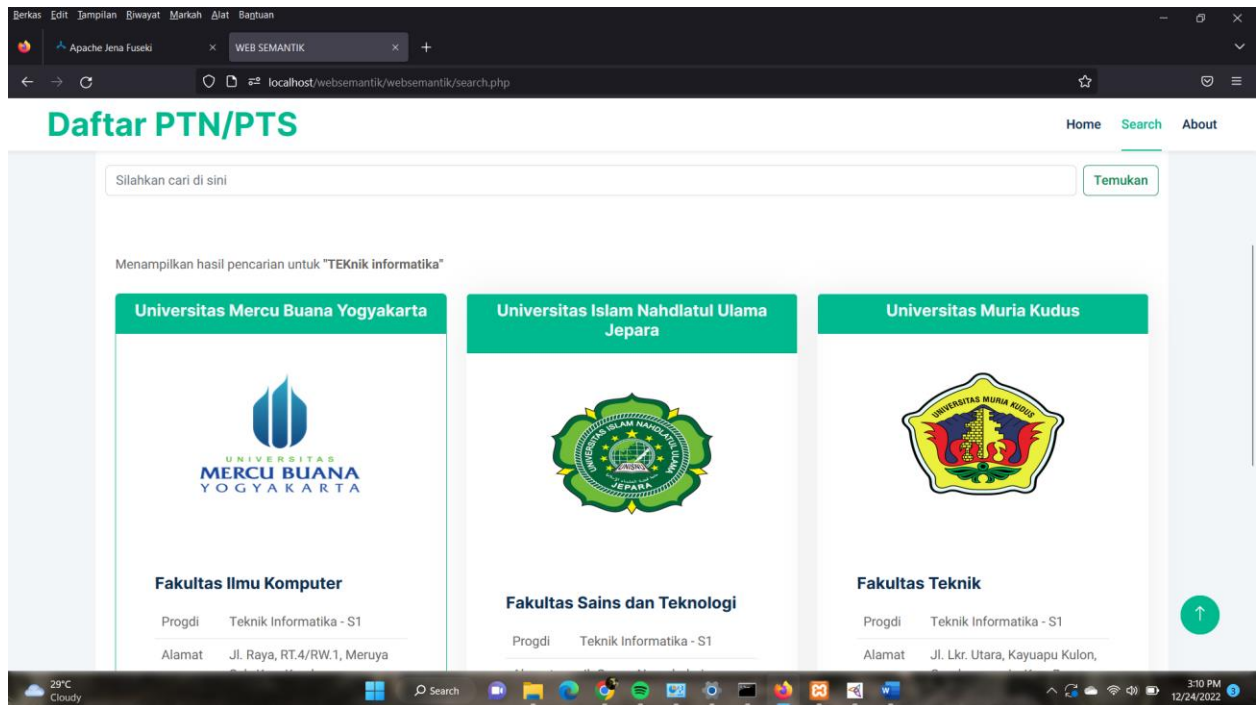 Berkas Edit Tampilan Riwayat Markah Alat Bantuan
Apache Jena Fuseki WEB SEMANTIK
localhost/websemantik/websemantik/search.php
Daftar PTN/PTS Home Search About
Silahkan cari di sini Temukan
Menampilkan hasil pencarian untuk "TEKnik informatika"
Universitas Mercu Buana Yogyakarta
UNIVERSITAS
MERCU BUANA
YOGYAKARTA
Fakultas Ilmu Komputer
Progdi Teknik Informatika - S1
Alamat Jl. Raya, RT.4/RW.1, Meruya
Universitas Islam Nahdlatul Ulama
Jepara
UNIVERSITAS ISLAM NAHDLATUL ULAMA
UNISNU
JEPARA
Fakultas Sains dan Teknologi
Progdi Teknik Informatika - S1
Universitas Muria Kudus
UNIVERSITAS MURIA KUDUS
Fakultas Teknik
Progdi Teknik Informatika - S1
Alamat Jl. Lkr. Utara, Kayuapu Kulon,
29°C
Cloudy
Search
3:10 PM
12/24/2022
3